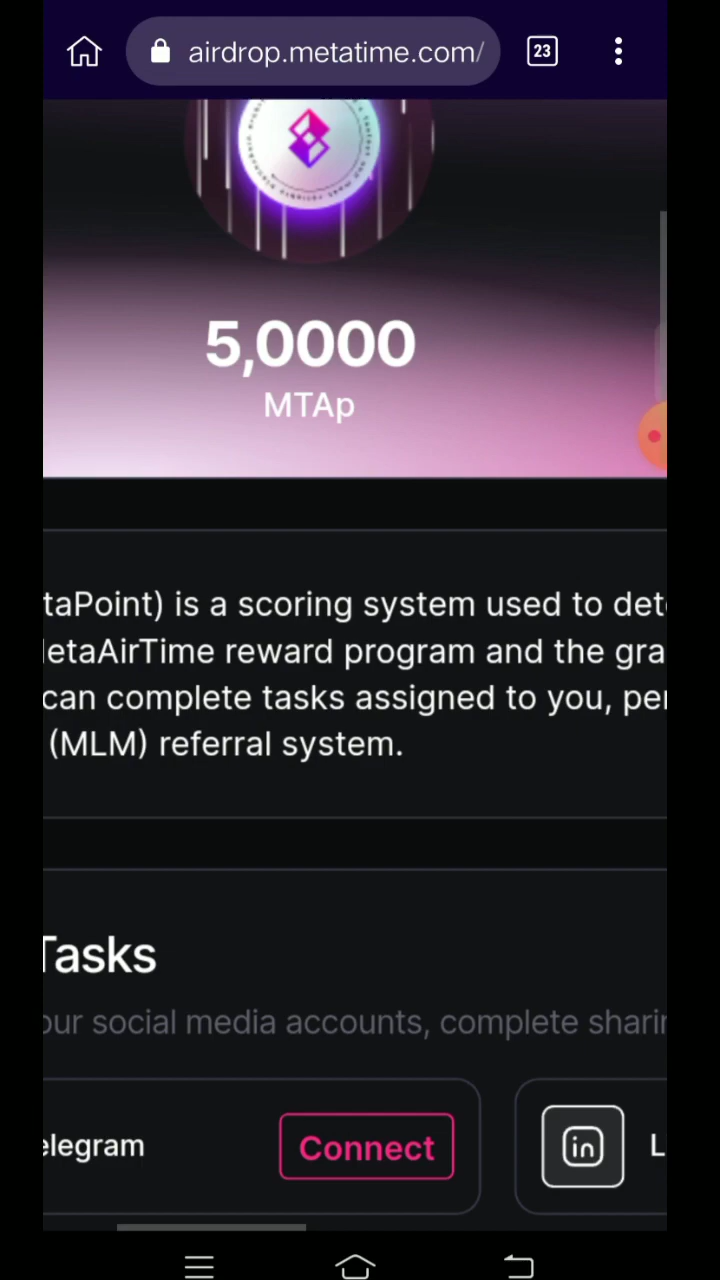 airdrop.metatime.com/
23
5,0000
MTAp
taPoint) is a scoring system used to det
etaAirTime reward program and the gra
can complete tasks assigned to you, per
(MLM) referral system.
Tasks
our social media accounts, complete sharin
elegram
Connect
in
L